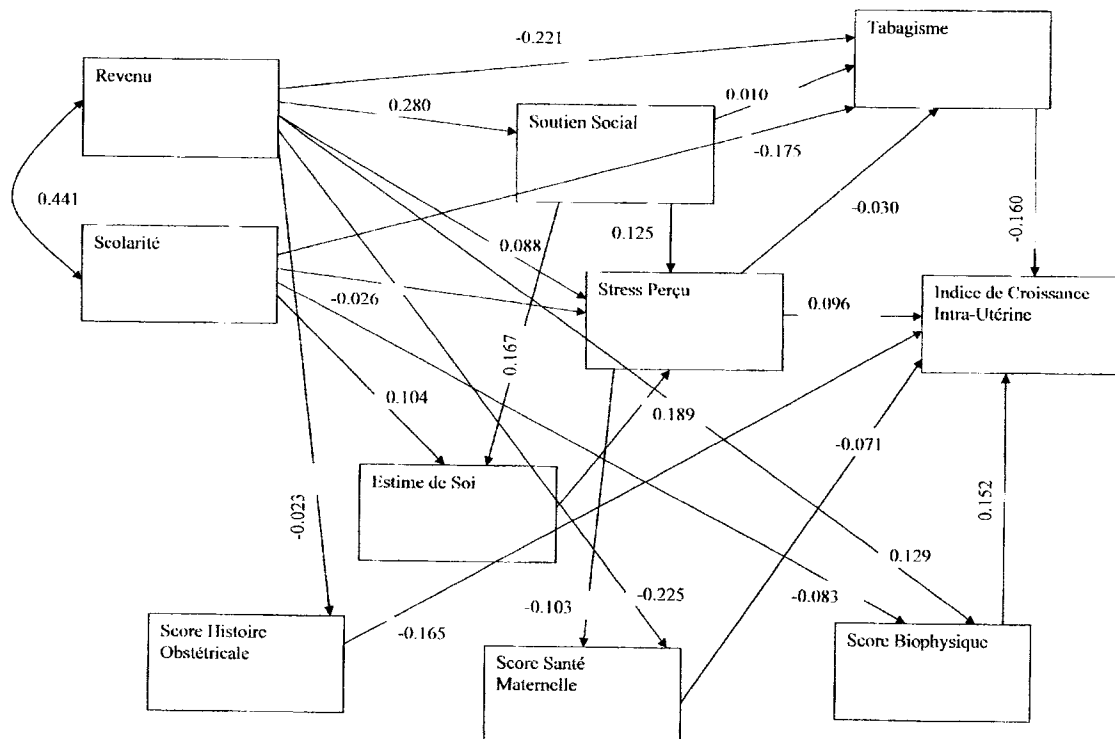 Tabagisme
-0.221
Revenu
0.280
0.010
Soutien Social
-0.175
0.441
-0.030
-0.160
Scolarité
0.088
0.125
Stress Perçu
Indice de Croissance
Intra-Utérine
-0.026
0.096
0.167
0.104
0.189
-0.071
Estime de Soi
0.152
-0.023
0.129
-0.103
-0.225
-0.083
Score Histoire
Obstétricale
-0.165
Score Santé
Maternelle
Score Biophysique